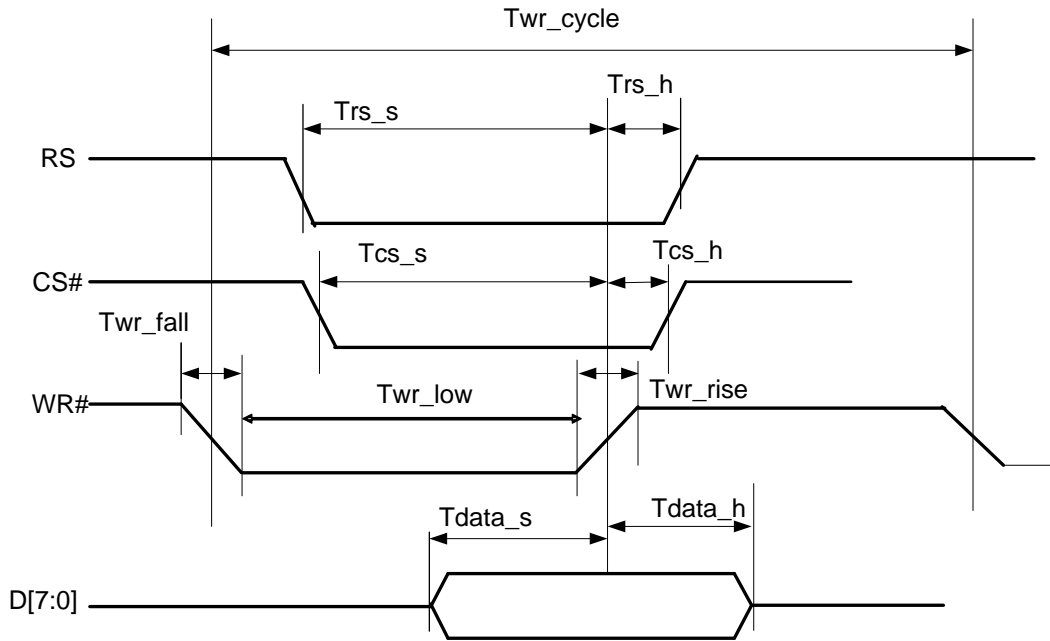 Twr_cycle
Trs_s
Trs_h
RS
Tcs_s
Tcs_h
CS#
Twr_fall
WR#
Twr_low
Twr_rise
Tdata_s
Tdata_h
D[7:0]